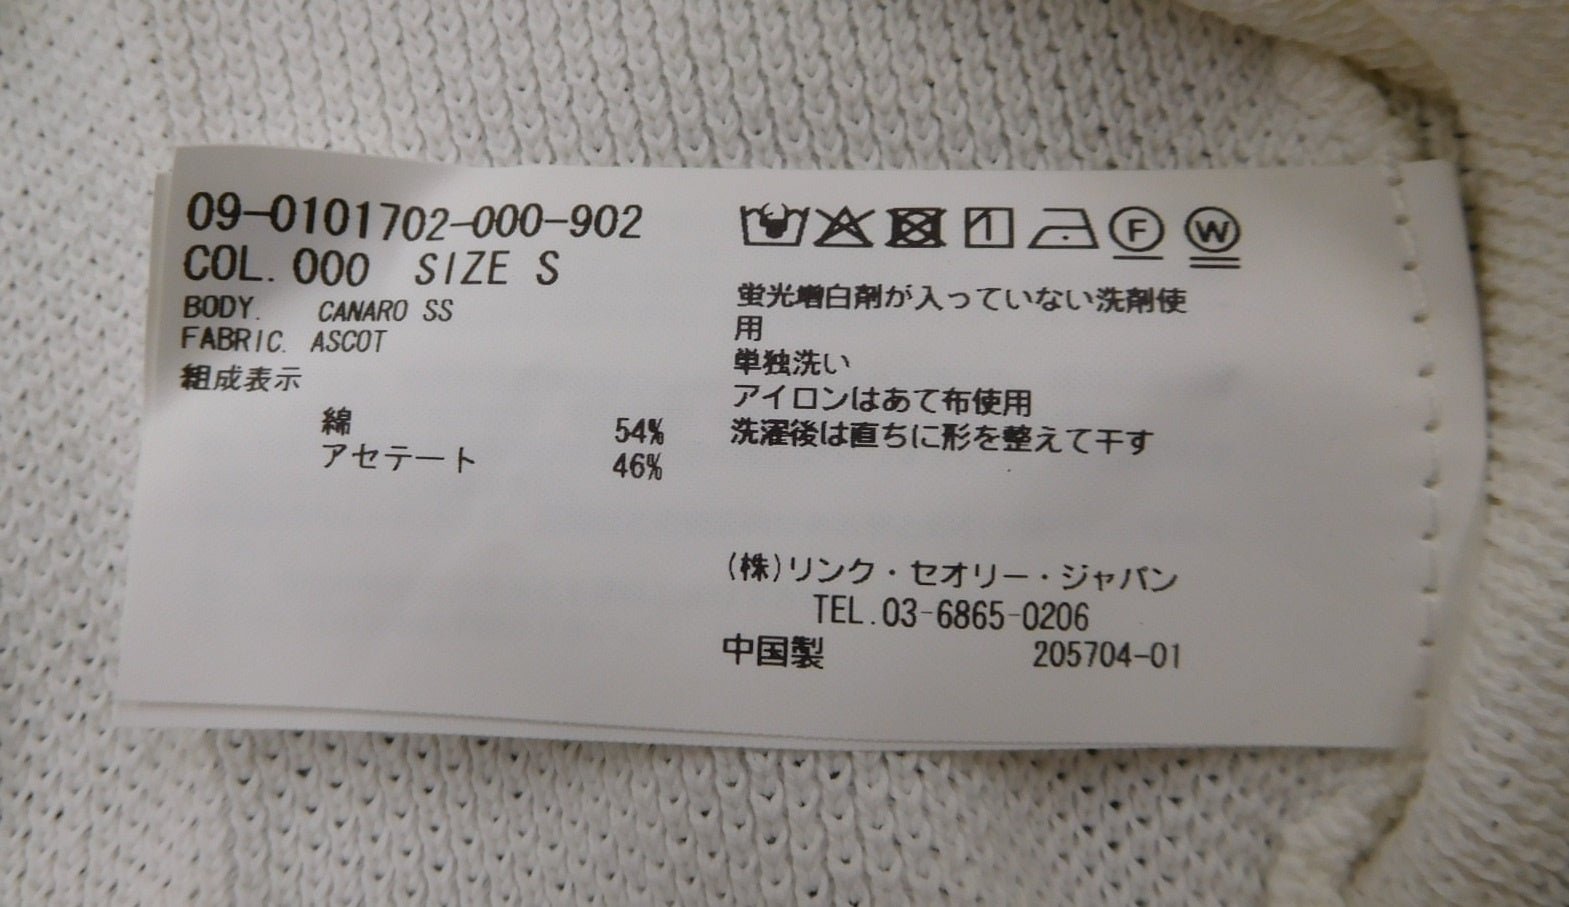 09-0101702-000-902
COL. 000 SIZE S
BODY. CANARO SS
FABRIC. ASCOT
組成表示
綿 54%
アセテート 46%
F W
蛍光増白剤が入っていない洗剤使
用
単独洗い
アイロンはあて布使用
洗濯後は直ちに形を整えて干す
(株)リンク・セオリー・ジャパン
TEL.03-6865-0206
中国製 205704-01